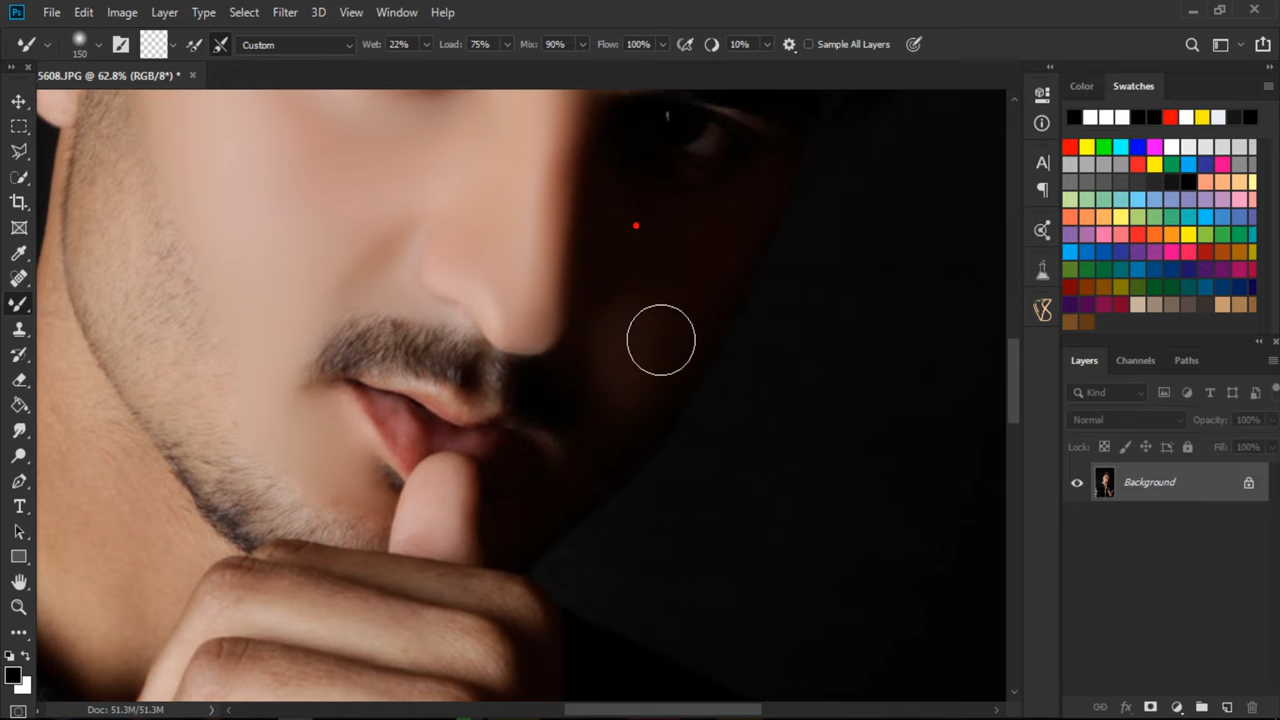 Ps File Edit Image Layer Type Select Filter 3D View Window Help
150 Custom Wet: 22% Load: 75% Mix: 90% Flow: 100% 10% Sample All Layers
5608.JPG @ 62.8% (RGB/8*) *
Color Swatches
Layers Channels Paths
Kind
Normal Opacity: 100%
Lock: Fill: 100%
Background
fx
Doc: 51.3M/51.3M